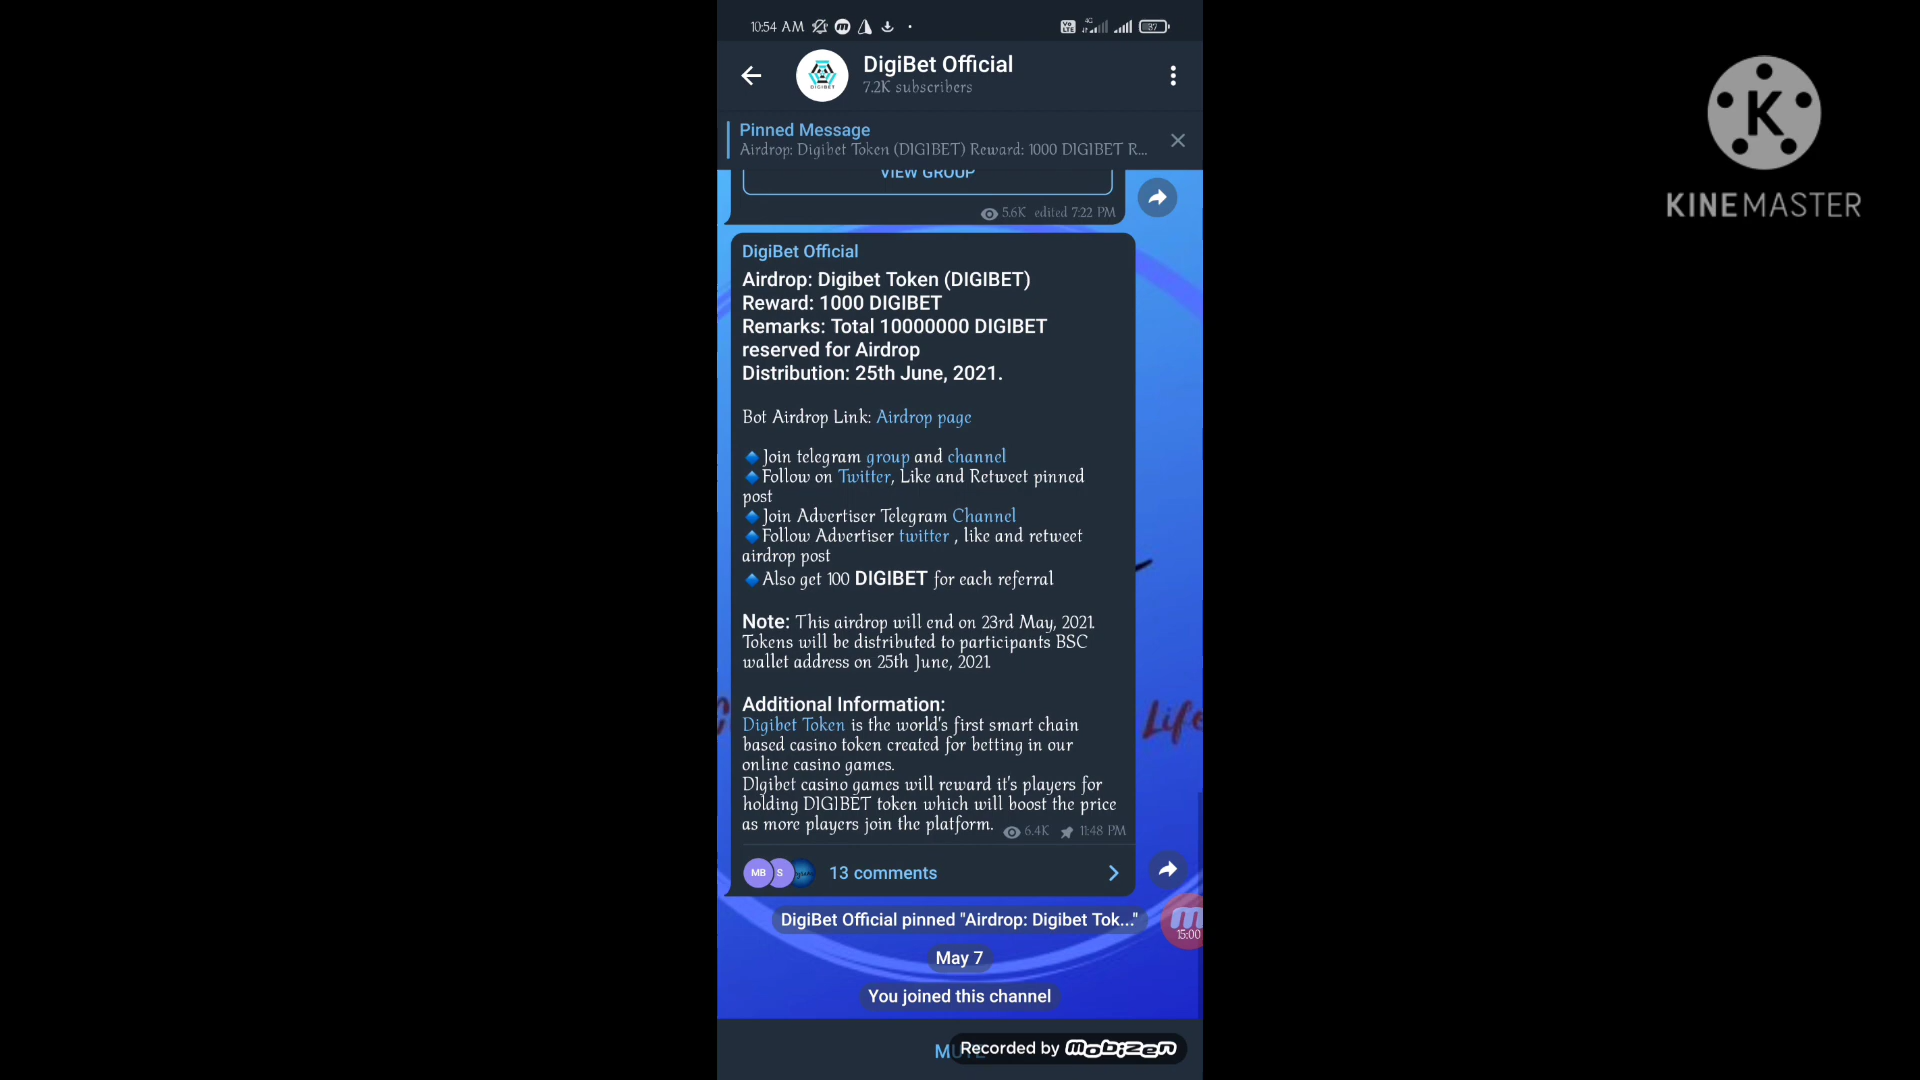 10:54 AM
4G
Vo LTE
37
DigiBet Official
7.2K subscribers
DIGIBET
KINEMASTER
Pinned Message
Airdrop: Digibet Token (DIGIBET) Reward: 1000 DIGIBET R...
VIEW GROUP
5.6K edited 7:22 PM
DigiBet Official
Airdrop: Digibet Token (DIGIBET)
Reward: 1000 DIGIBET
Remarks: Total 10000000 DIGIBET
reserved for Airdrop
Distribution: 25th June, 2021.
Bot Airdrop Link: Airdrop page
Join telegram group and channel
Follow on Twitter, Like and Retweet pinned
post
Join Advertiser Telegram Channel
Follow Advertiser twitter , like and retweet
airdrop post
Also get 100 DIGIBET for each referral
Note: This airdrop will end on 23rd May, 2021.
Tokens will be distributed to participants BSC
wallet address on 25th June, 2021.
Additional Information:
Digibet Token is the world's first smart chain
based casino token created for betting in our
online casino games.
DIgibet casino games will reward it's players for
holding DIGIBET token which will boost the price
as more players join the platform. 6.4K 11:48 PM
Life
MB S
13 comments
DigiBet Official pinned "Airdrop: Digibet Tok..."
15:00
May 7
You joined this channel
MUTE
Recorded by mobizen